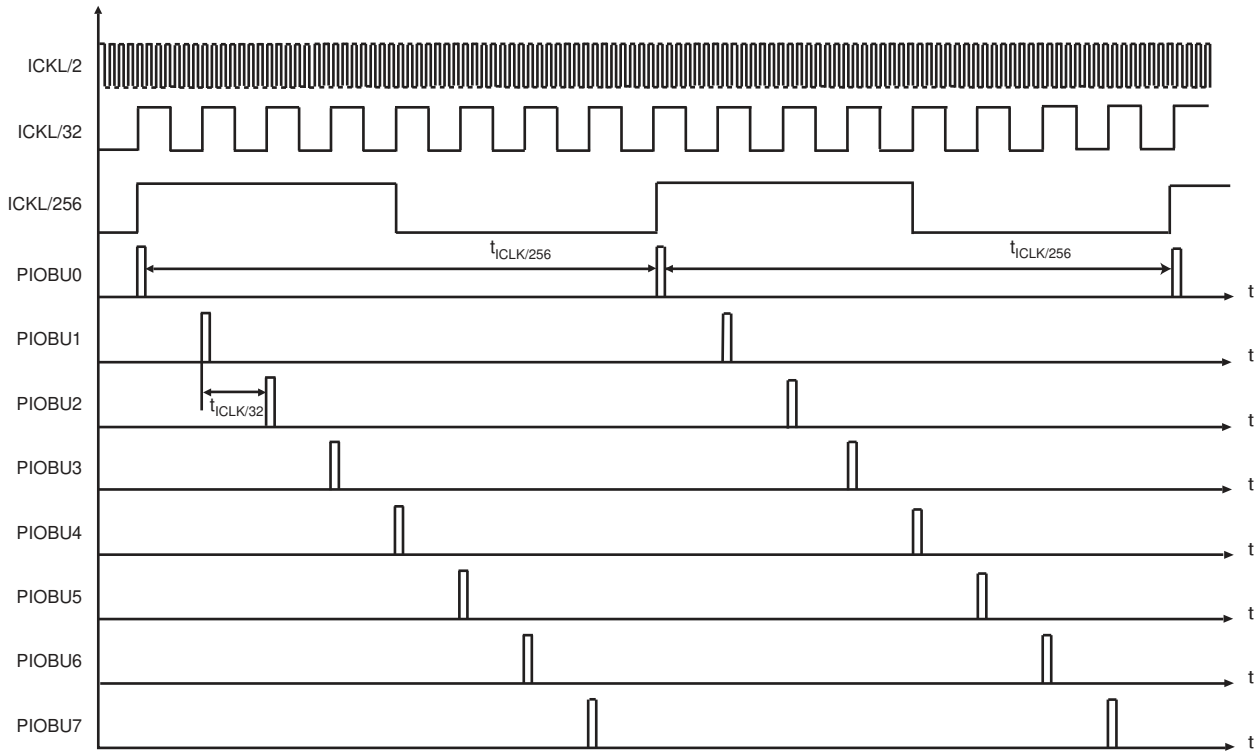 ICKL/2
ICKL/32
ICKL/256
tICLK/256 tICLK/256
PIOBU0 t
PIOBU1 t
tICLK/32
PIOBU2 t
PIOBU3 t
PIOBU4 t
PIOBU5 t
PIOBU6 t
PIOBU7 t